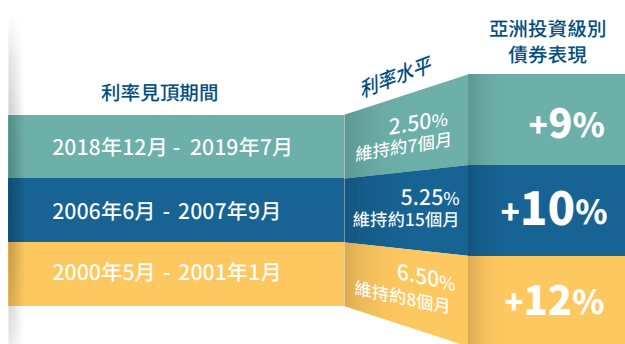 利率見頂期間
利率水平
亞洲投資級別
債券表現
2018年12月 - 2019年7月
2.50%
維持約7個月
+9%
2006年6月 - 2007年9月
5.25%
維持約15個月
+10%
2000年5月 - 2001年1月
6.50%
維持約8個月
+12%